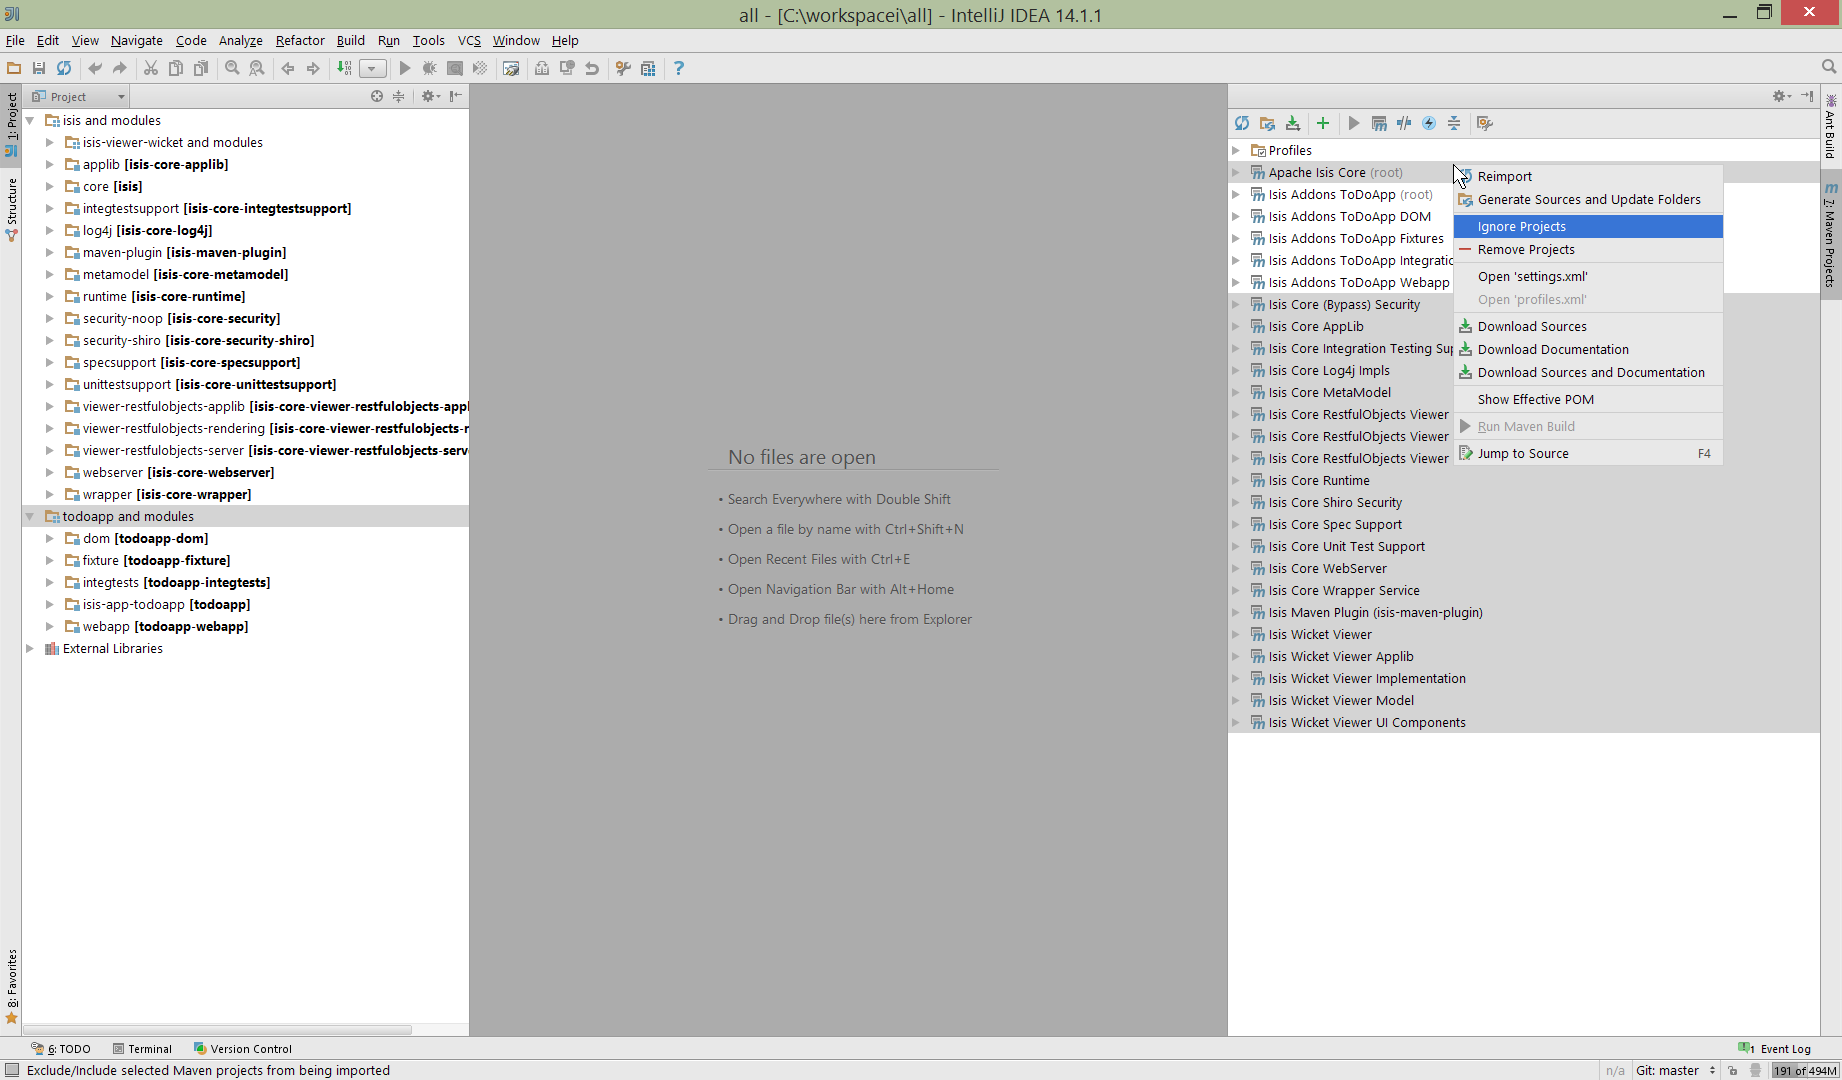 all - [C:\workspacei\all] - IntelliJ IDEA 14.1.1
File Edit View Navigate Code Analyze Refactor Build Run Tools VCS Window Help
1: Project
Structure
8: Favorites
Project
isis and modules
isis-viewer-wicket and modules
applib [isis-core-applib]
core [isis]
integtestsupport [isis-core-integtestsupport]
log4j [isis-core-log4j]
maven-plugin [isis-maven-plugin]
metamodel [isis-core-metamodel]
runtime [isis-core-runtime]
security-noop [isis-core-security]
security-shiro [isis-core-security-shiro]
specsupport [isis-core-specsupport]
unittestsupport [isis-core-unittestsupport]
viewer-restfulobjects-applib [isis-core-viewer-restfulobjects-appl
viewer-restfulobjects-rendering [isis-core-viewer-restfulobjects-r
viewer-restfulobjects-server [isis-core-viewer-restfulobjects-serv
webserver [isis-core-webserver]
wrapper [isis-core-wrapper]
todoapp and modules
dom [todoapp-dom]
fixture [todoapp-fixture]
integtests [todoapp-integtests]
isis-app-todoapp [todoapp]
webapp [todoapp-webapp]
External Libraries
No files are open
• Search Everywhere with Double Shift
• Open a file by name with Ctrl+Shift+N
• Open Recent Files with Ctrl+E
• Open Navigation Bar with Alt+Home
• Drag and Drop file(s) here from Explorer
Profiles
Apache Isis Core (root)
Isis Addons ToDoApp (root)
Isis Addons ToDoApp DOM
Isis Addons ToDoApp Fixtures
Isis Addons ToDoApp Integratio
Isis Addons ToDoApp Webapp
Isis Core (Bypass) Security
Isis Core AppLib
Isis Core Integration Testing Sup
Isis Core Log4j Impls
Isis Core MetaModel
Isis Core RestfulObjects Viewer
Isis Core RestfulObjects Viewer
Isis Core RestfulObjects Viewer
Isis Core Runtime
Isis Core Shiro Security
Isis Core Spec Support
Isis Core Unit Test Support
Isis Core WebServer
Isis Core Wrapper Service
Isis Maven Plugin (isis-maven-plugin)
Isis Wicket Viewer
Isis Wicket Viewer Applib
Isis Wicket Viewer Implementation
Isis Wicket Viewer Model
Isis Wicket Viewer UI Components
Reimport
Generate Sources and Update Folders
Ignore Projects
Remove Projects
Open 'settings.xml'
Open 'profiles.xml'
Download Sources
Download Documentation
Download Sources and Documentation
Show Effective POM
Run Maven Build
Jump to Source F4
Ant Build
7: Maven Projects
6: TODO Terminal Version Control
1 Event Log
Exclude/Include selected Maven projects from being imported
n/a Git: master 191 of 494M